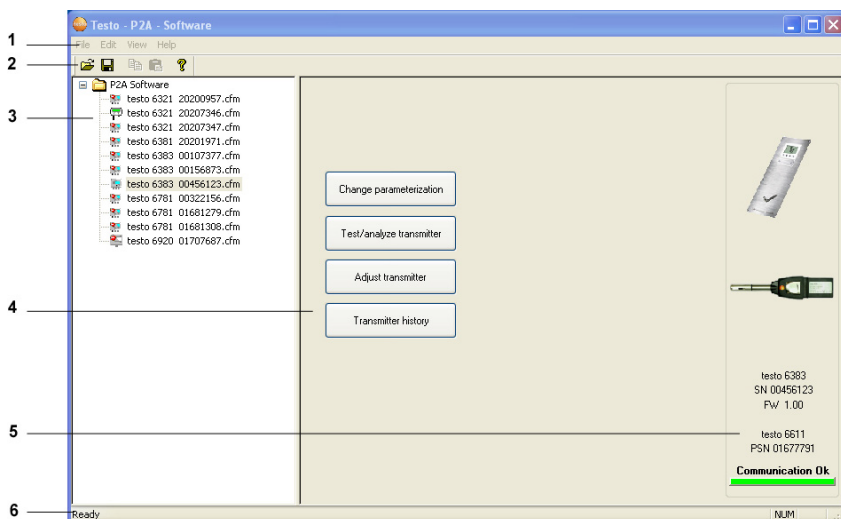 Testo - P2A - Software
1
File Edit View Help
2
P2A Software
testo 6321 20200957.cfm
3
testo 6321 20207346.cfm
testo 6321 20207347.cfm
testo 6381 20201971.cfm
testo 6383 00107377.cfm
testo 6383 00156873.cfm
testo 6383 00456123.cfm
testo 6781 00322156.cfm
testo 6781 01681279.cfm
testo 6781 01681308.cfm
testo 6920 01707687.cfm
Change parameterization
Test/analyze transmitter
Adjust transmitter
4
Transmitter history
testo 6383
SN 00456123
FW 1.00
5
testo 6611
PSN 01677791
Communication Ok
6
Ready
NUM